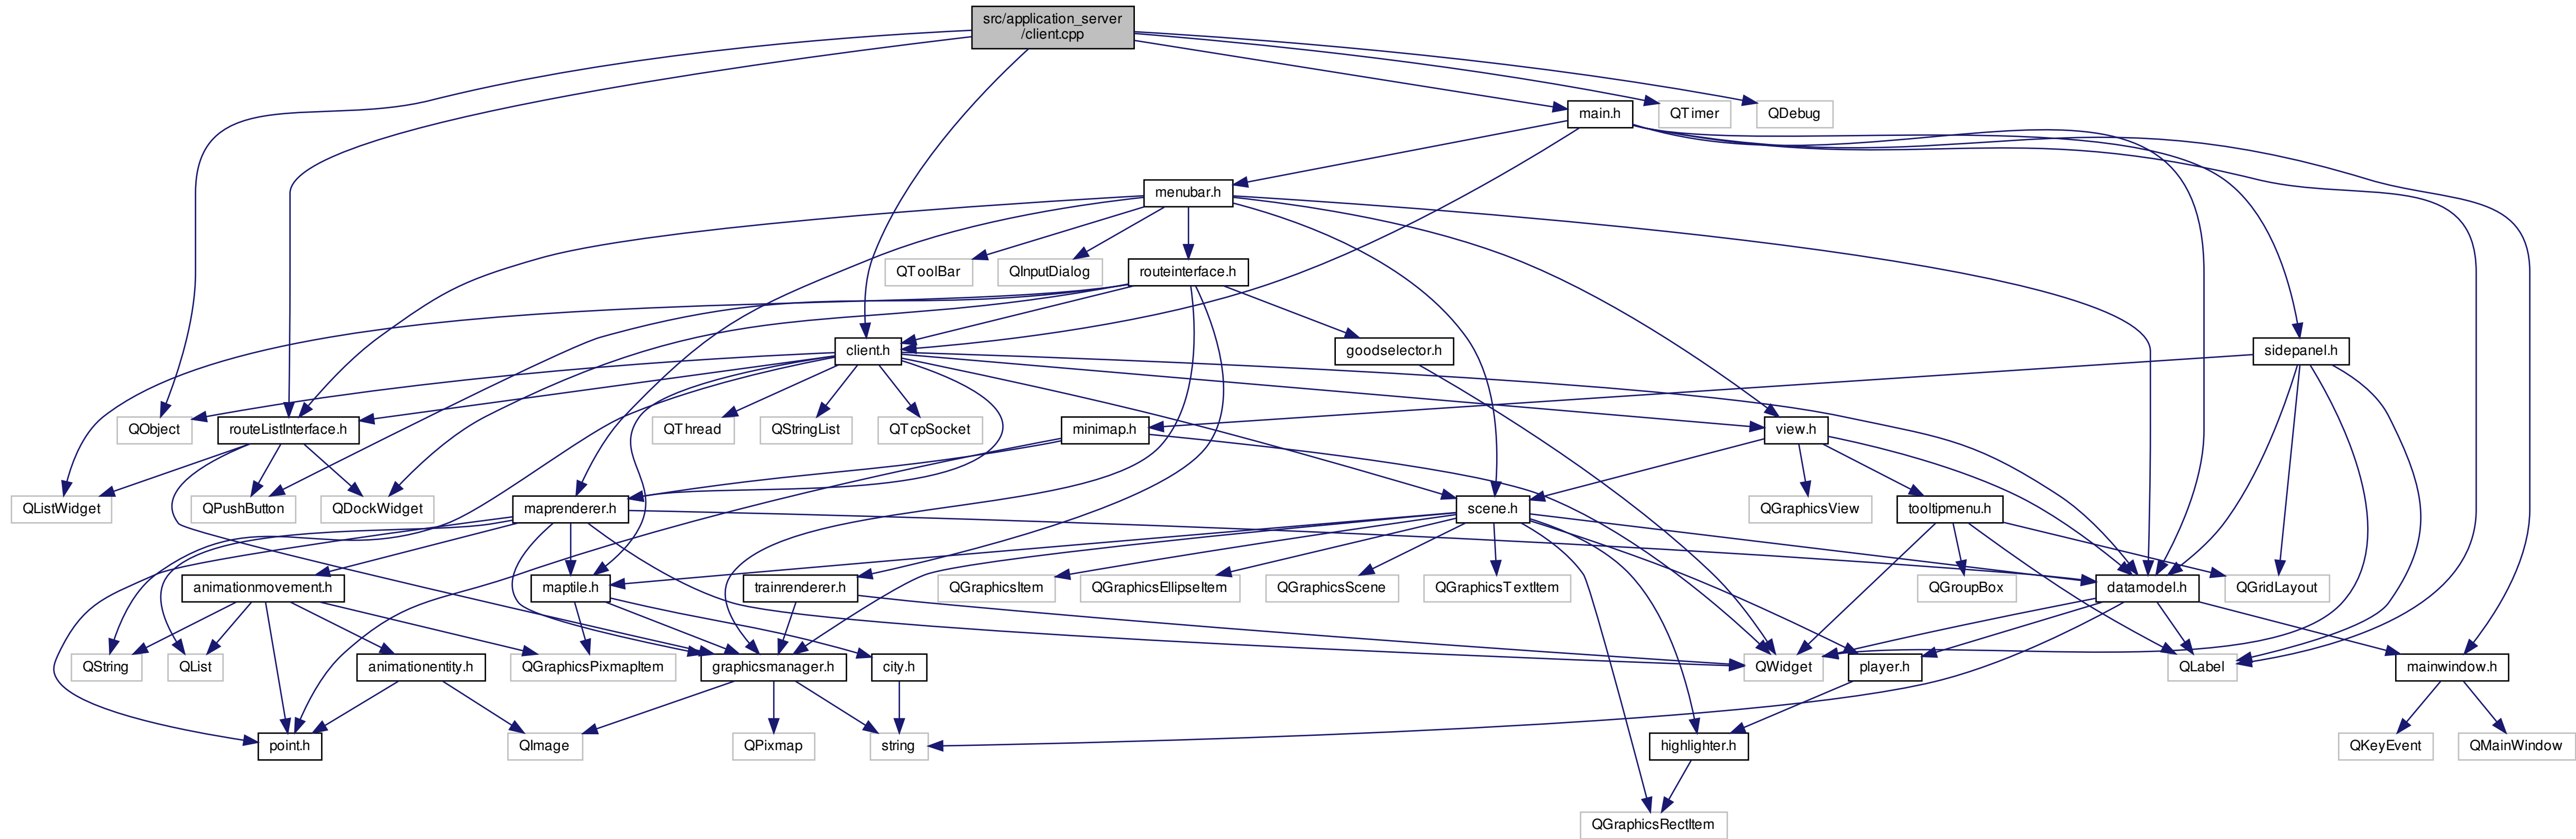 src/application_server
/client.cpp
main.h
QTimer
QDebug
menubar.h
QToolBar
QInputDialog
routeinterface.h
client.h
goodselector.h
sidepanel.h
QObject
routeListInterface.h
QThread
QStringList
QTcpSocket
minimap.h
view.h
QListWidget
QPushButton
QDockWidget
maprenderer.h
scene.h
QGraphicsView
tooltipmenu.h
animationmovement.h
maptile.h
trainrenderer.h
QGraphicsItem
QGraphicsEllipseItem
QGraphicsScene
QGraphicsTextItem
QGroupBox
datamodel.h
QGridLayout
QString
QList
animationentity.h
QGraphicsPixmapItem
graphicsmanager.h
city.h
QWidget
player.h
QLabel
mainwindow.h
point.h
QImage
QPixmap
string
highlighter.h
QKeyEvent
QMainWindow
QGraphicsRectItem